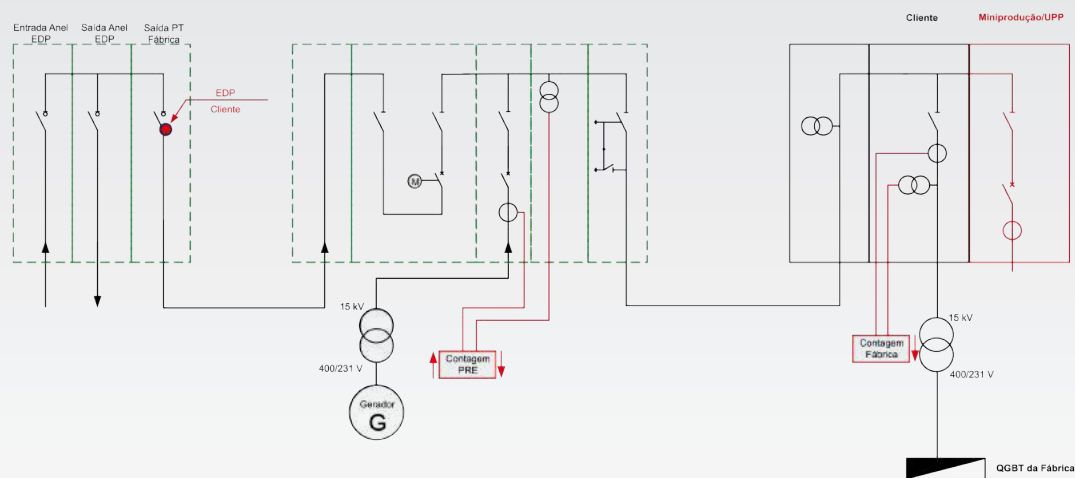 Entrada Anel
EDP
Saída Anel
EDP
Saída PT
Fábrica
EDP
Cliente
M
15 kV
400/231 V
Gerador
G
Contagem
PRE
Cliente
Miniprodução/UPP
Contagem
Fábrica
15 kV
400/231 V
QGBT da Fábrica